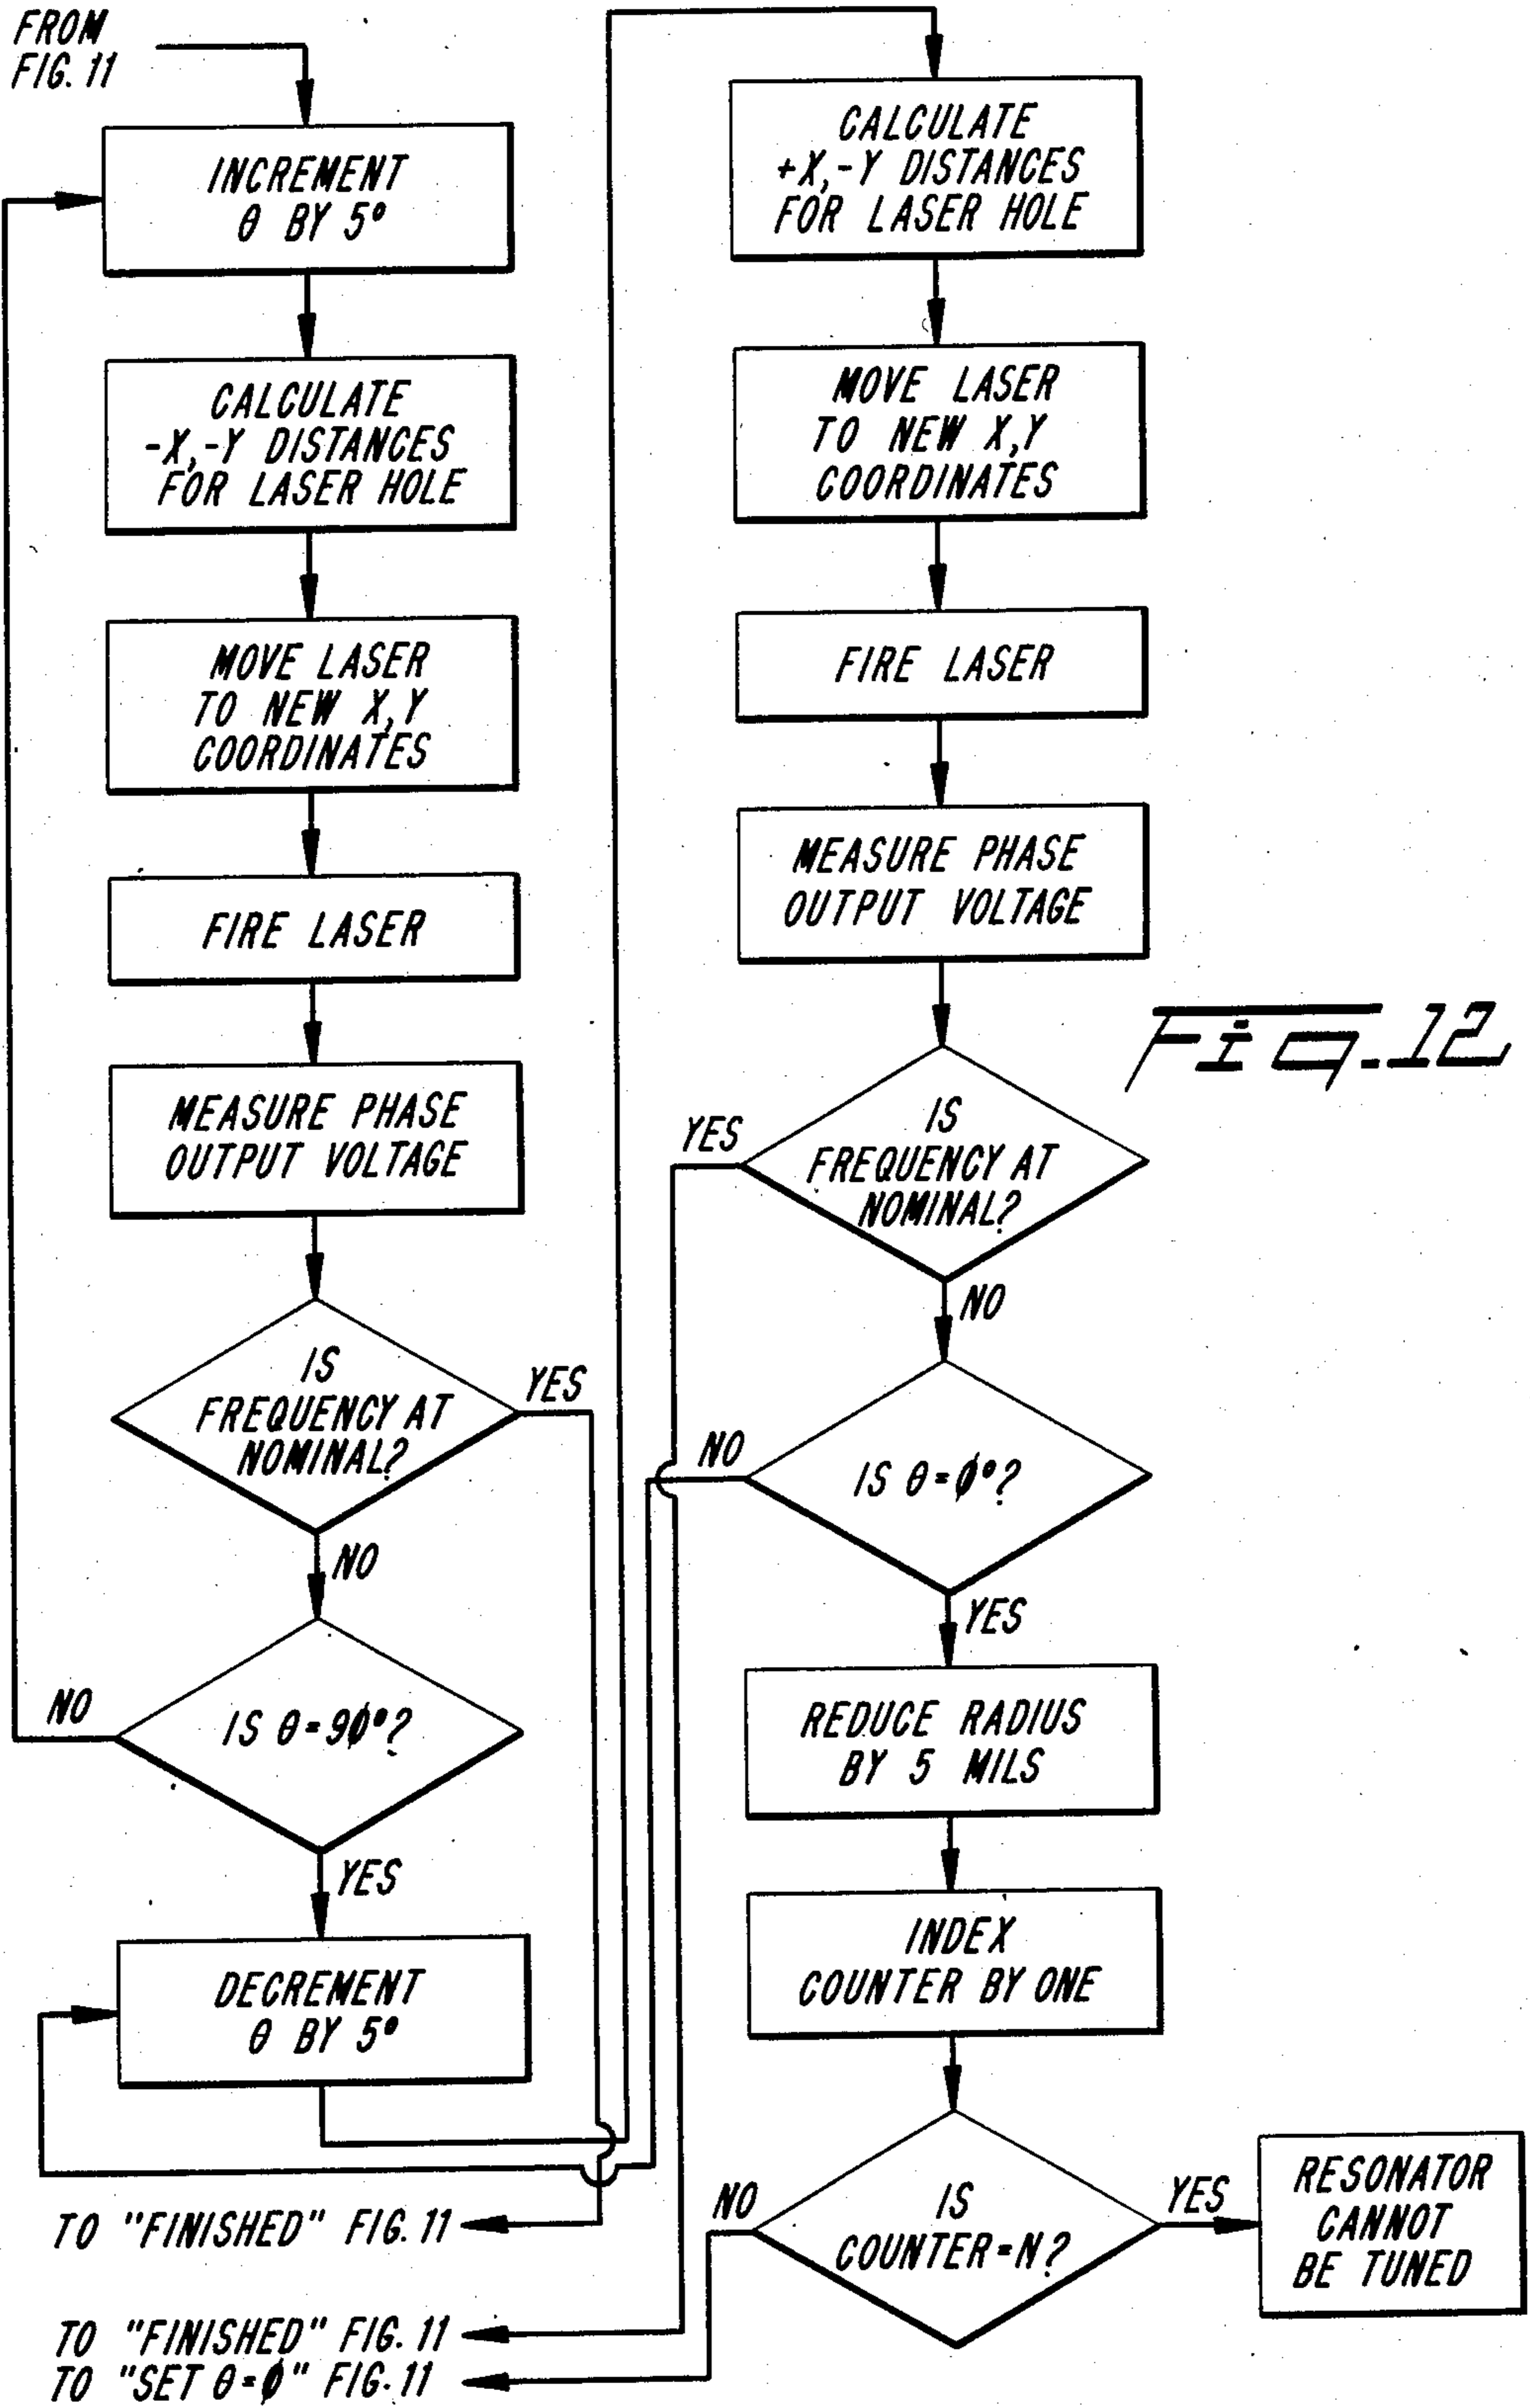 FROM
FIG. 11
INCREMENT
θ BY 5°
CALCULATE
-X,-Y DISTANCES
FOR LASER HOLE
MOVE LASER
TO NEW X,Y
COORDINATES
FIRE LASER
MEASURE PHASE
OUTPUT VOLTAGE
IS
FREQUENCY AT
NOMINAL?
YES
NO
IS θ=9∅°?
NO
YES
DECREMENT
θ BY 5°
TO "FINISHED" FIG. 11
TO "FINISHED" FIG. 11
TO "SET θ=∅" FIG. 11
CALCULATE
+X,-Y DISTANCES
FOR LASER HOLE
MOVE LASER
TO NEW X,Y
COORDINATES
FIRE LASER
MEASURE PHASE
OUTPUT VOLTAGE
IS
FREQUENCY AT
NOMINAL?
YES
NO
IS θ=∅°?
NO
YES
REDUCE RADIUS
BY 5 MILS
INDEX
COUNTER BY ONE
IS
COUNTER=N?
NO
YES
RESONATOR
CANNOT
BE TUNED
Fig. 12